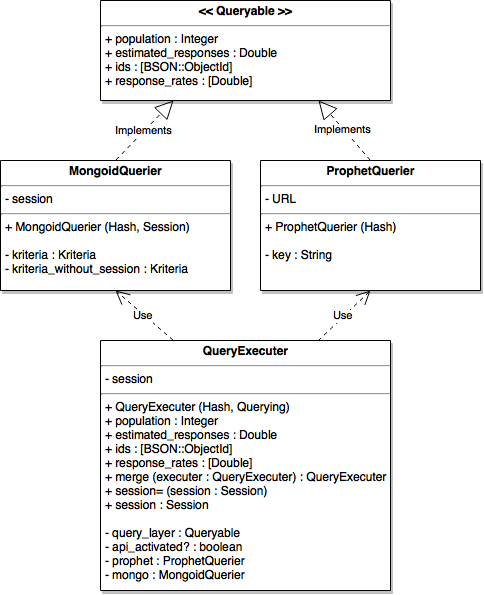 << Queryable >>
+ population : Integer
+ estimated_responses : Double
+ ids : [BSON::ObjectId]
+ response_rates : [Double]
Implements
Implements
MongoidQuerier
- session
+ MongoidQuerier (Hash, Session)
- kriteria : Kriteria
- kriteria_without_session : Kriteria
ProphetQuerier
- URL
+ ProphetQuerier (Hash)
- key : String
Use
Use
QueryExecuter
- session
+ QueryExecuter (Hash, Querying)
+ population : Integer
+ estimated_responses : Double
+ ids : [BSON::ObjectId]
+ response_rates : [Double]
+ merge (executer : QueryExecuter) : QueryExecuter
+ session= (session : Session)
+ session : Session
- query_layer : Queryable
- api_activated? : boolean
- prophet : ProphetQuerier
- mongo : MongoidQuerier